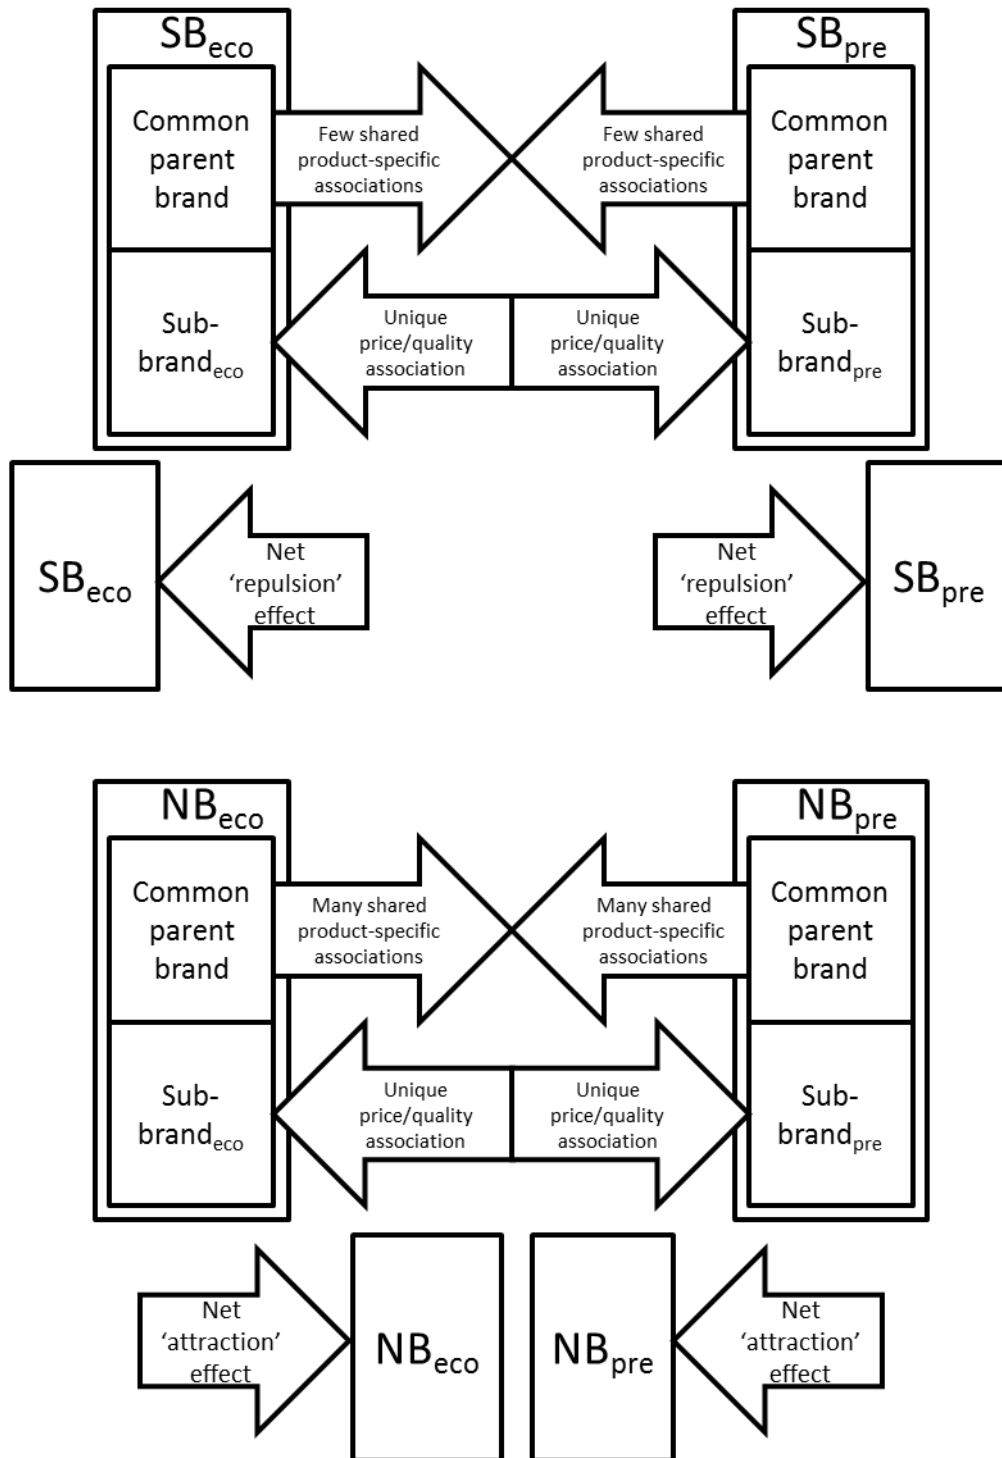 SBeco
SBpre
Common
parent
brand
Few shared
product-specific
associations
Few shared
product-specific
associations
Common
parent
brand
Sub-
brandeco
Unique
price/quality
association
Unique
price/quality
association
Sub-
brandpre
SBeco
Net
‘repulsion’
effect
Net
‘repulsion’
effect
SBpre
NBeco
NBpre
Common
parent
brand
Many shared
product-specific
associations
Many shared
product-specific
associations
Common
parent
brand
Sub-
brandeco
Unique
price/quality
association
Unique
price/quality
association
Sub-
brandpre
Net
‘attraction’
effect
NBeco
NBpre
Net
‘attraction’
effect